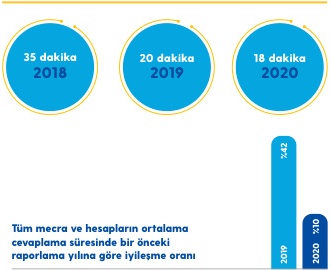 35 dakika
2018
20 dakika
2019
18 dakika
2020
Tüm mecra ve hesapların ortalama
cevaplama süresinde bir önceki
raporlama yılına göre iyileşme oranı
%42
2019
%10
2020